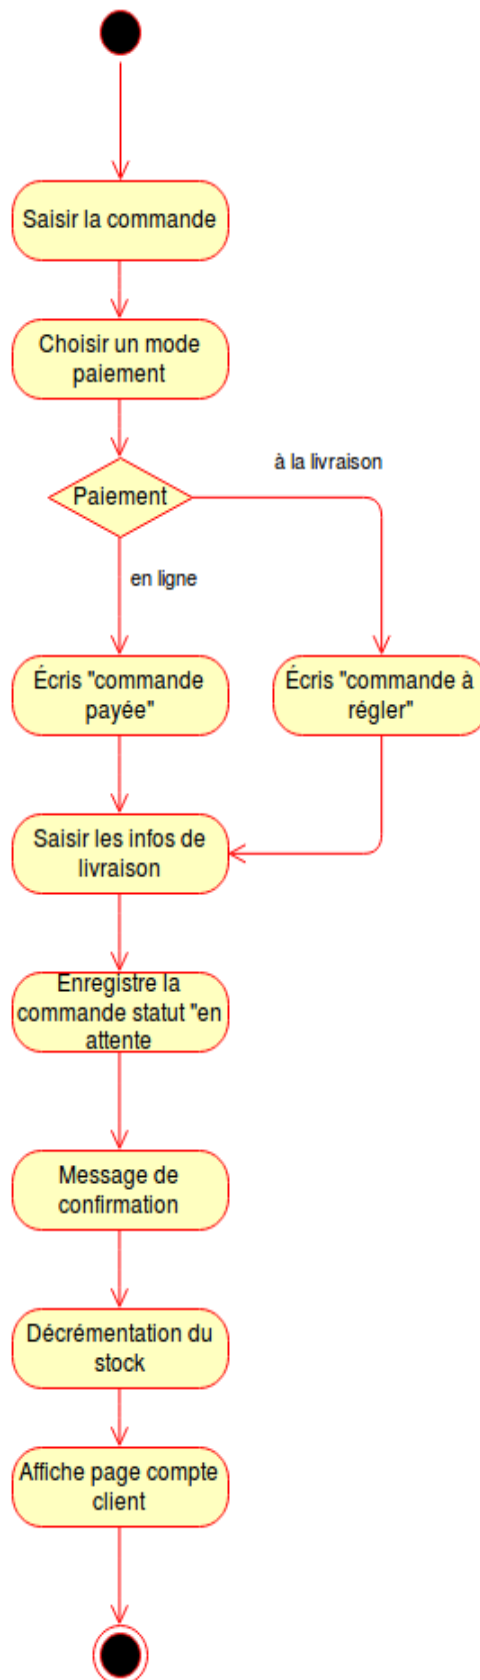 Saisir la commande
Choisir un mode
paiement
à la livraison
Paiement
en ligne
Écris "commande
payée"
Écris "commande à
régler"
Saisir les infos de
livraison
Enregistre la
commande statut "en
attente
Message de
confirmation
Décrémentation du
stock
Affiche page compte
client